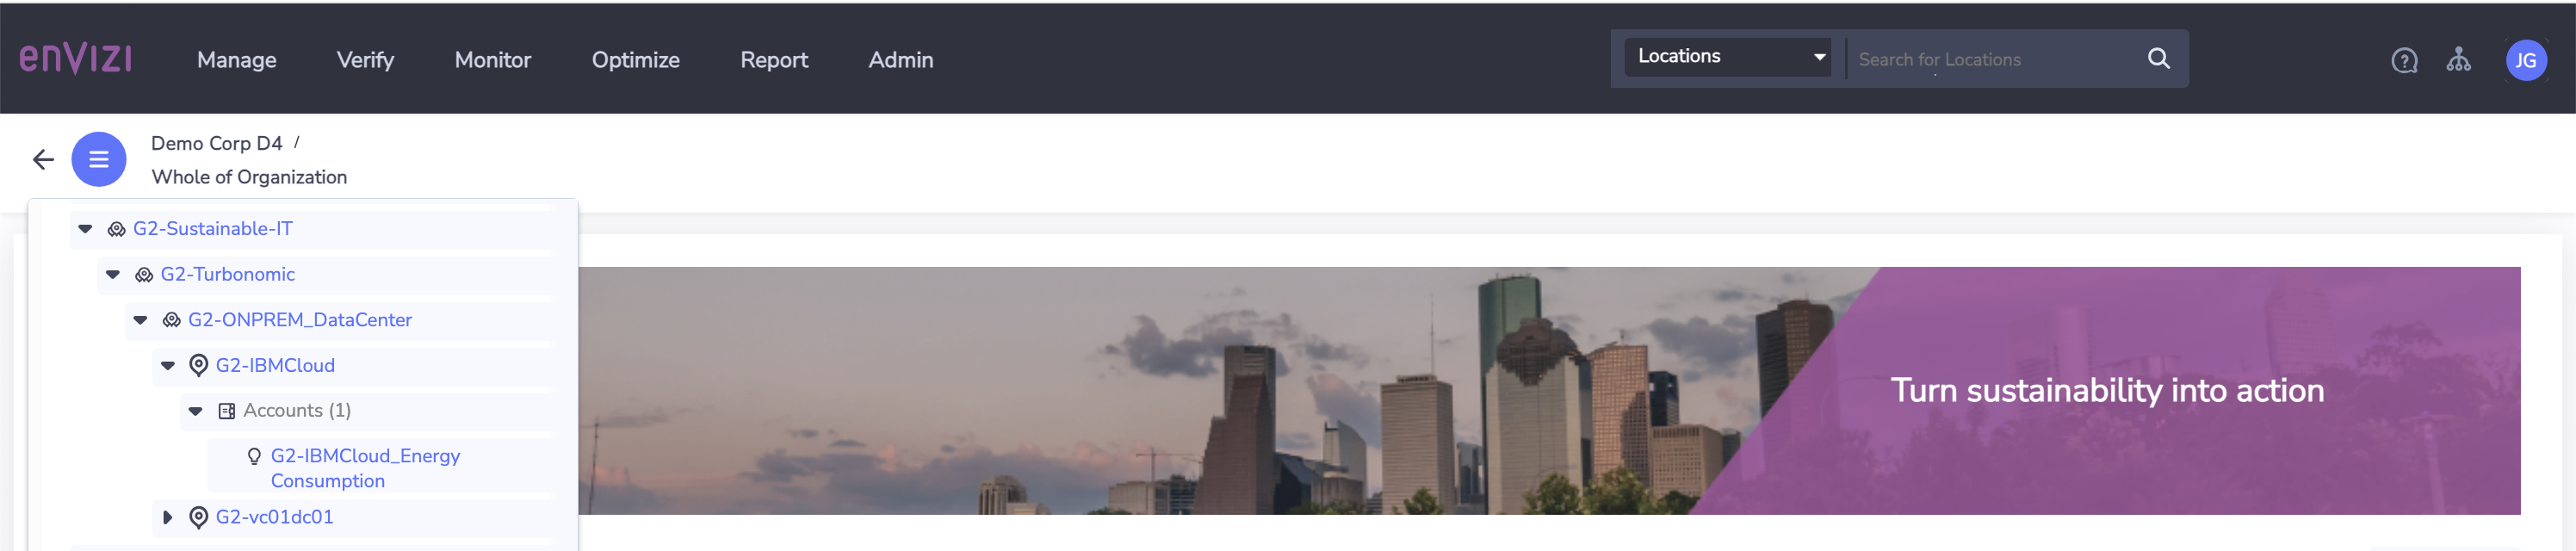 enVIZI
Manage
Verify
Monitor
Optimize
Report
Admin
Locations
Search for Locations
JG
Demo Corp D4 /
Whole of Organization
G2-Sustainable-IT
G2-Turbonomic
G2-ONPREM_DataCenter
G2-IBMCloud
Accounts (1)
G2-IBMCloud_Energy
Consumption
G2-vc01dc01
Turn sustainability into action